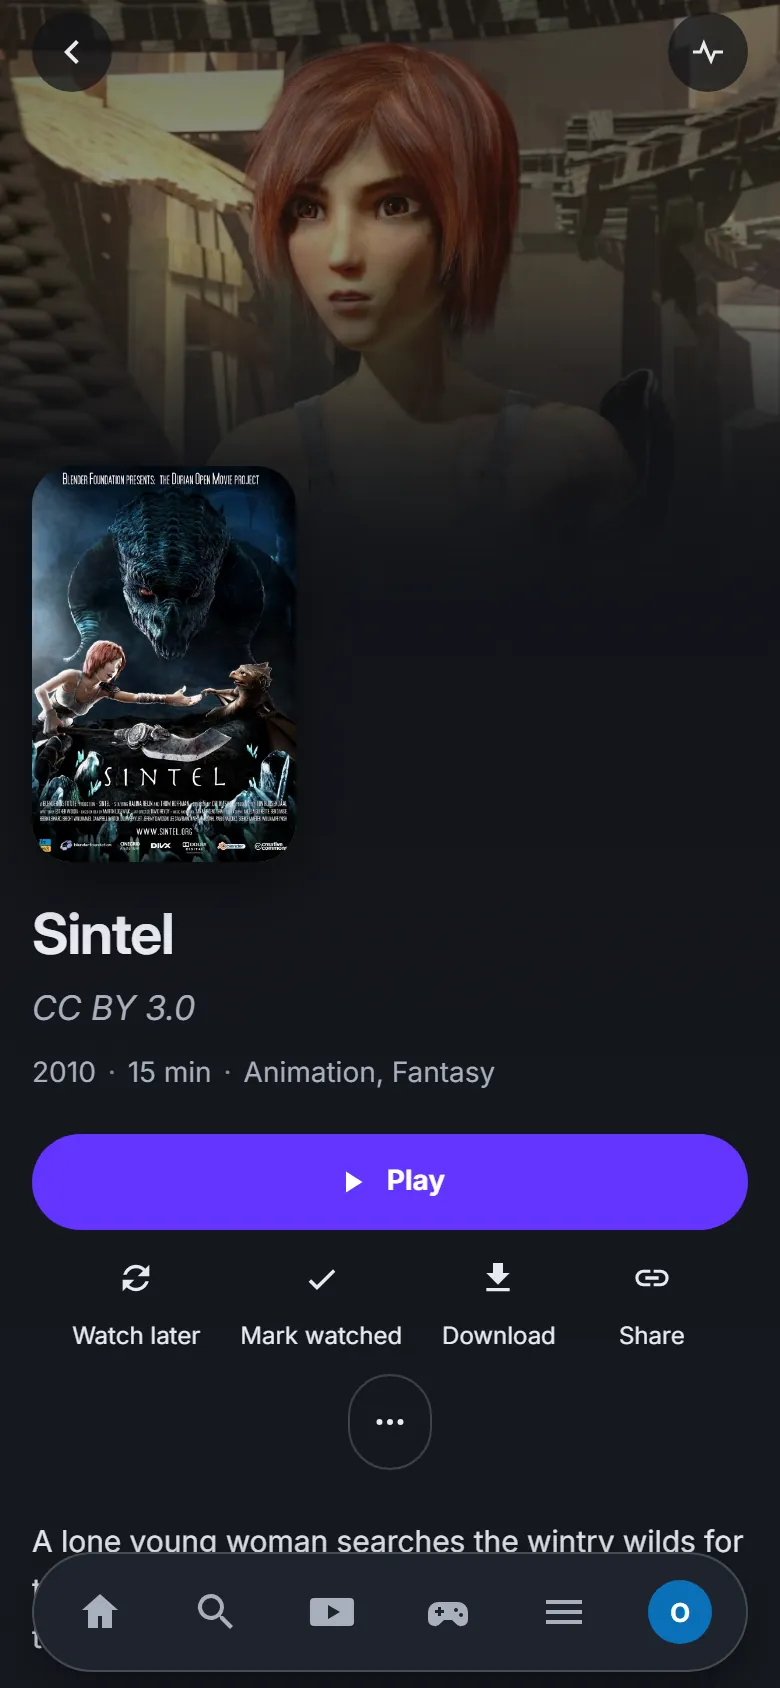 BLENDER FOUNDATION PRESENTS: THE DURIAN OPEN MOVIE PROJECT
SINTEL
WWW.SINTEL.ORG
Sintel
CC BY 3.0
2010 · 15 min · Animation, Fantasy
Play
Watch later Mark watched Download Share
A lone young woman searches the wintry wilds for
O